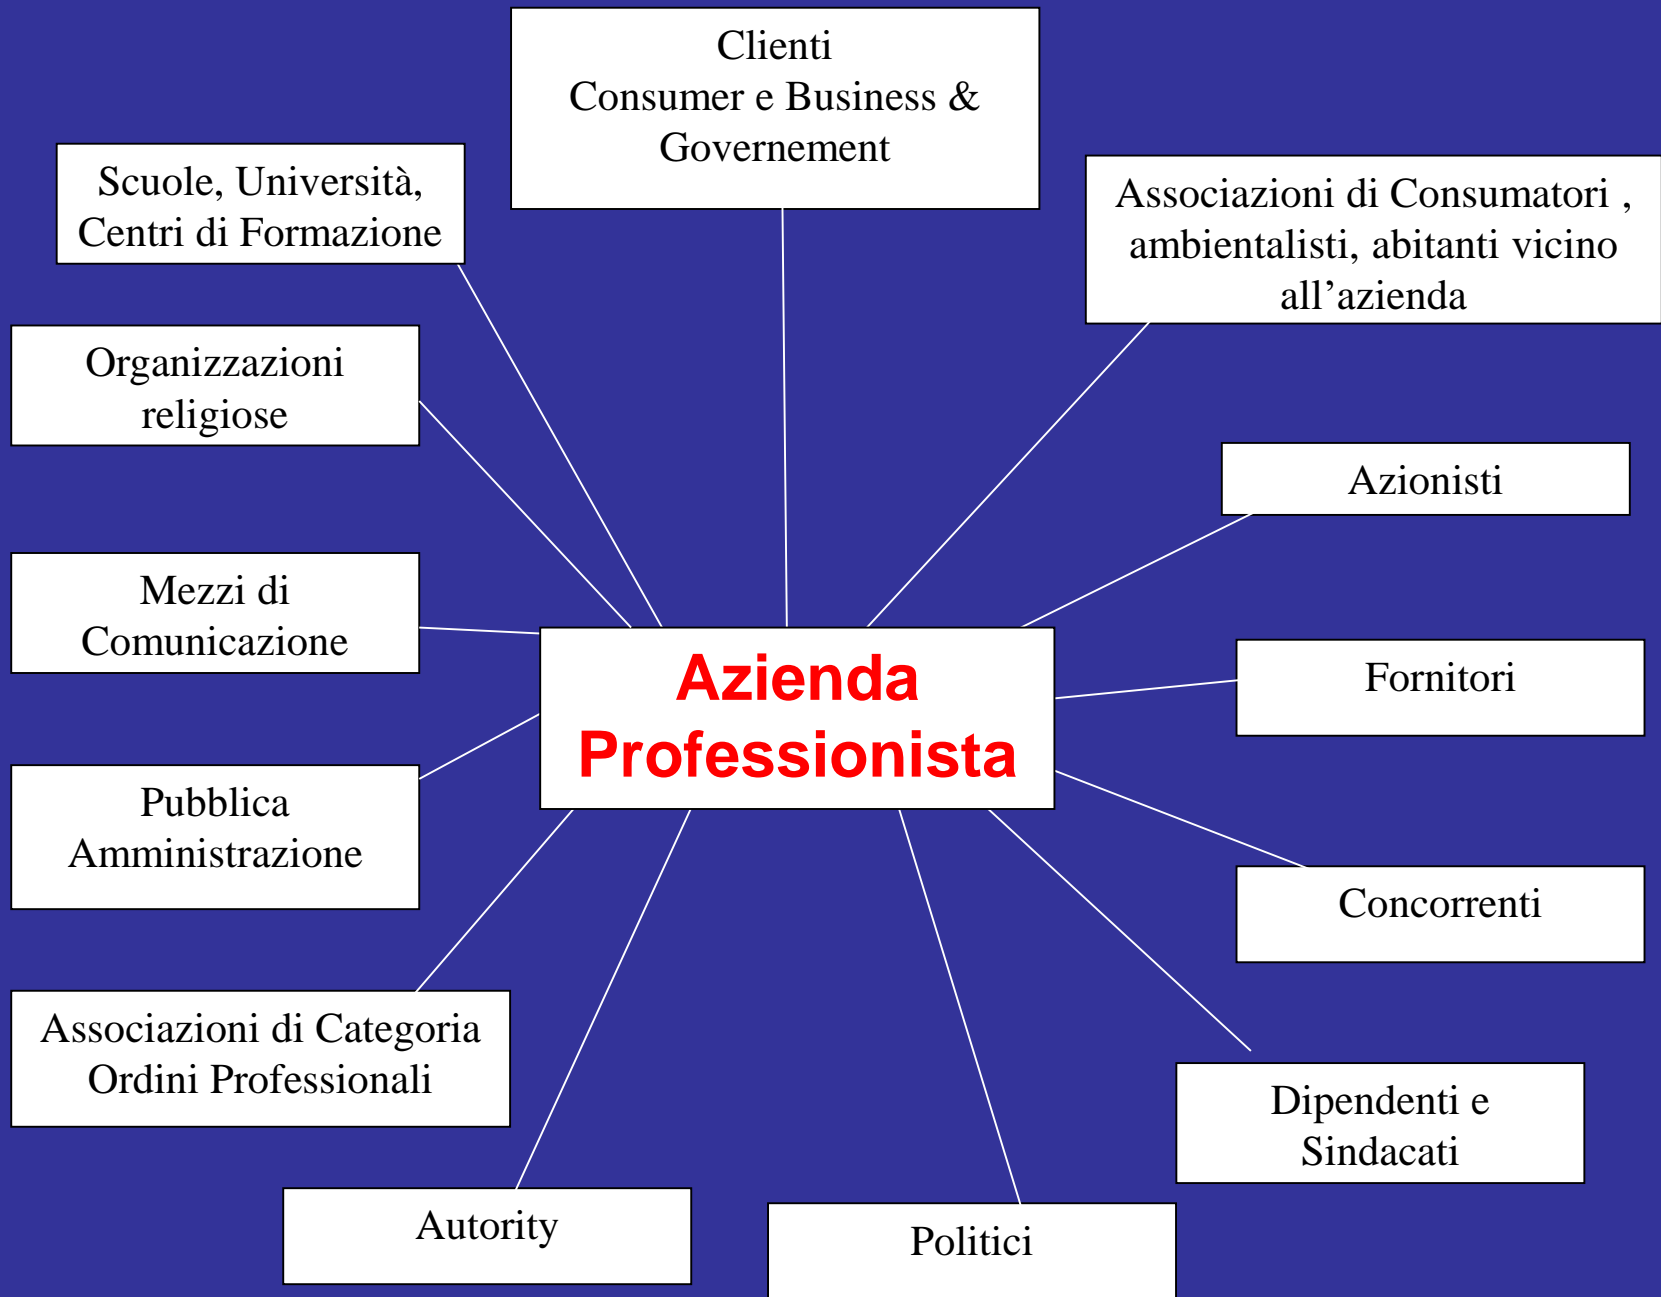 Clienti
Consumer e Business &
Governement
Scuole, Università,
Centri di Formazione
Associazioni di Consumatori ,
ambientalisti, abitanti vicino
all’azienda
Organizzazioni
religiose
Azionisti
Mezzi di
Comunicazione
Azienda
Professionista
Fornitori
Pubblica
Amministrazione
Concorrenti
Associazioni di Categoria
Ordini Professionali
Dipendenti e
Sindacati
Autority
Politici